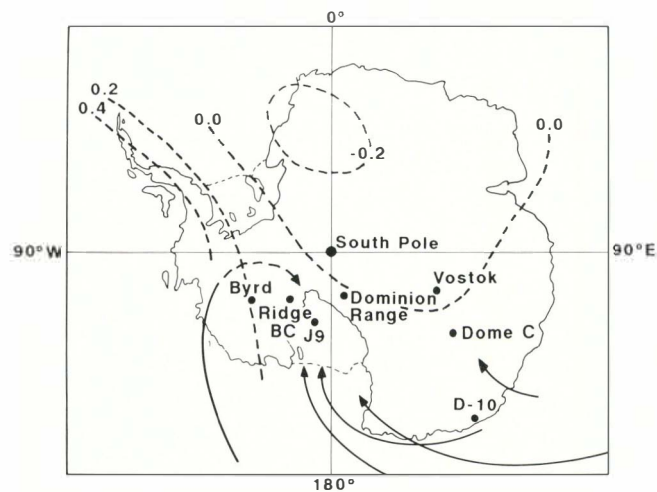 0°
0.2
0.4
0.0
0.0
-0.2
South Pole
90°W
90°E
Vostok
Byrd
Dominion
Range
Ridge
BC
J9
Dome C
D-10
180°